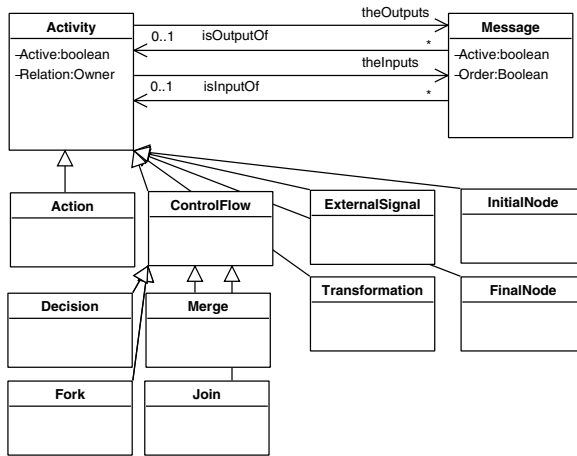 Activity
-Active:boolean
-Relation:Owner
theOutputs
0..1 isOutputOf *
theInputs
0..1 isInputOf *
Message
-Active:boolean
-Order:Boolean
Action
ControlFlow
ExternalSignal
InitialNode
Decision
Merge
Transformation
FinalNode
Fork
Join